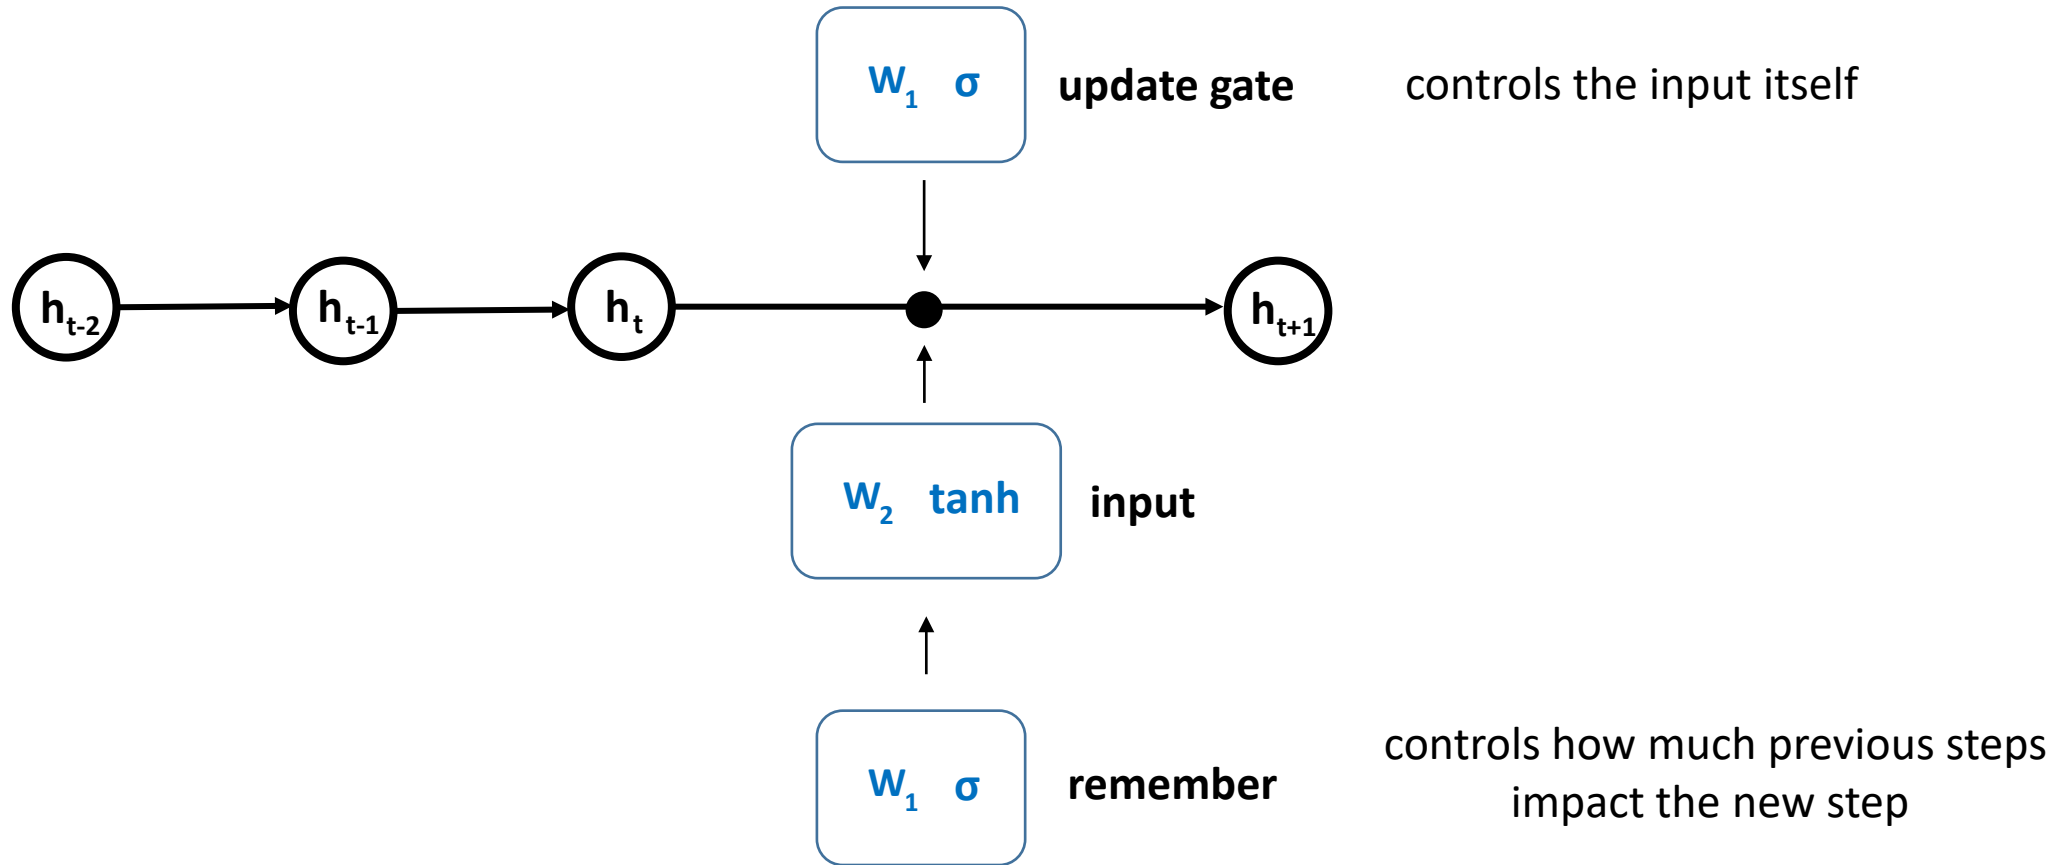 W₁ σ update gate controls the input itself
hₜ₋₂ hₜ₋₁ hₜ hₜ₊₁
W₂ tanh input
W₁ σ remember
controls how much previous steps
impact the new step